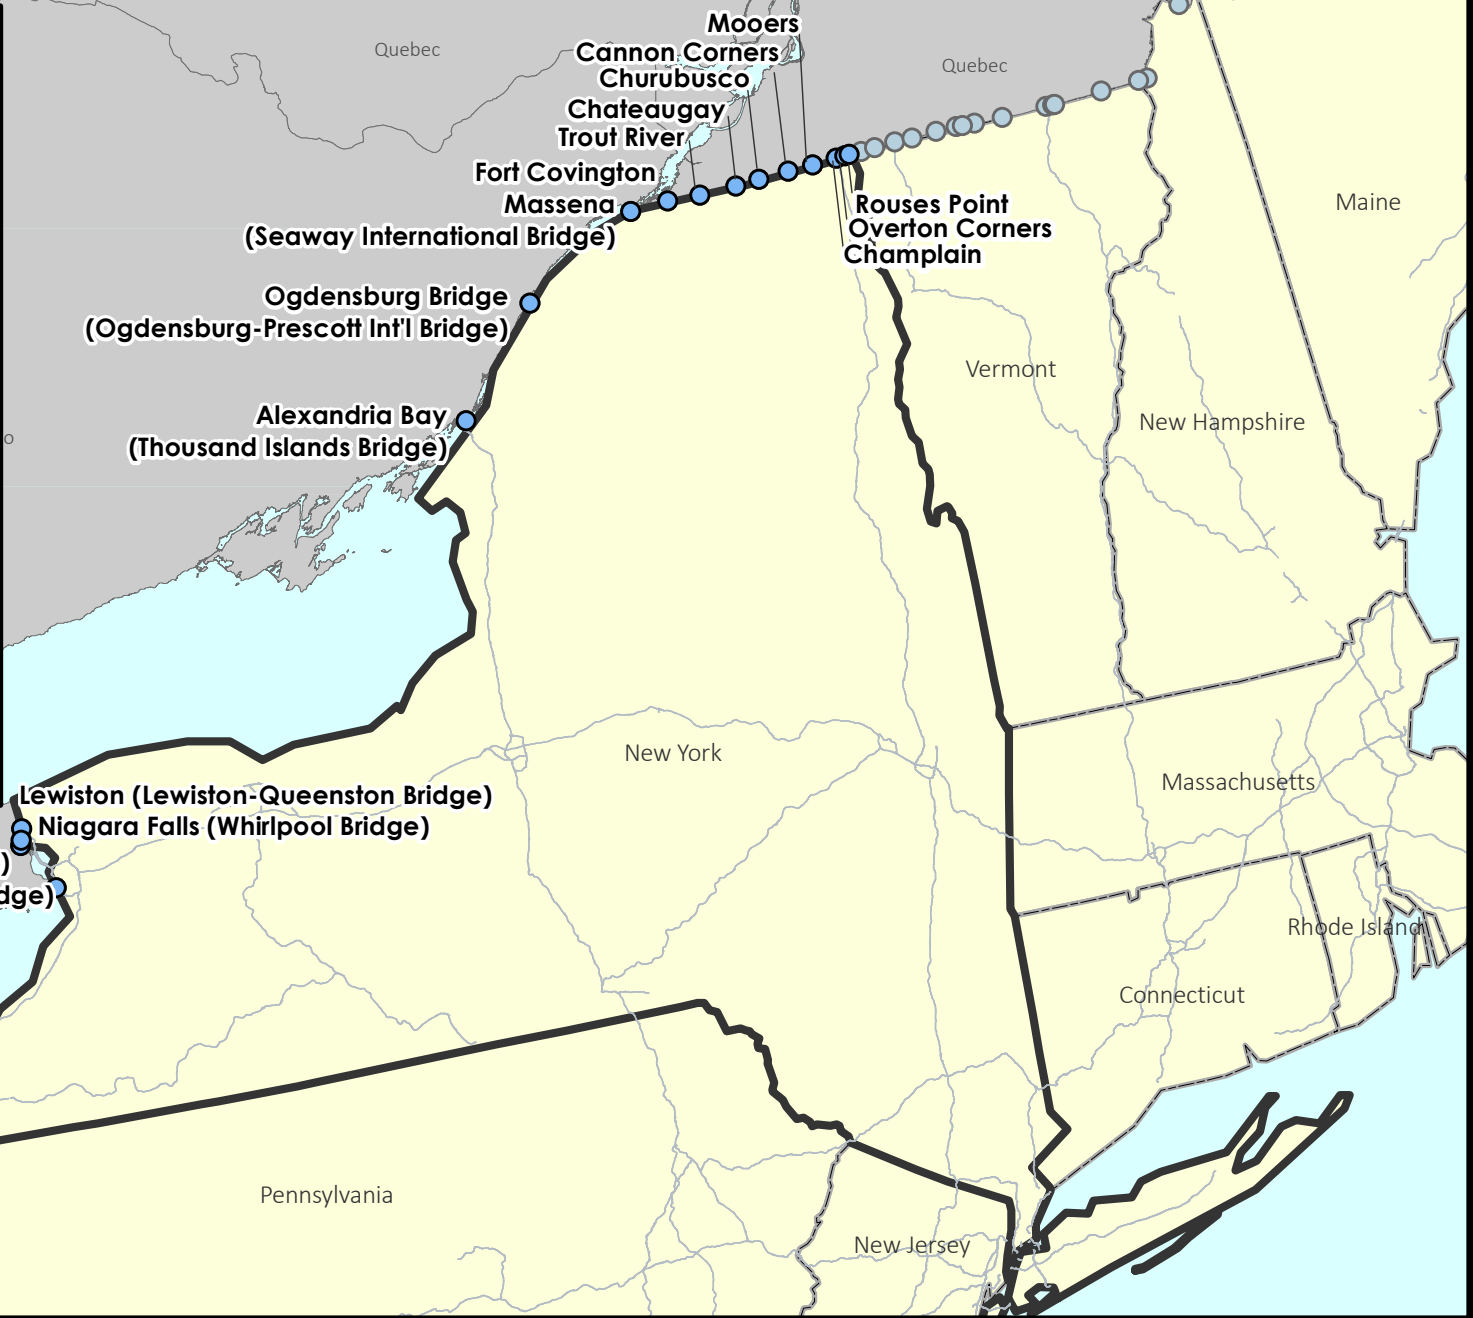 Mooers
Quebec
Cannon Corners
Quebec
Churubusco
Chateaugay
Trout River
Fort Covington
Massena
(Seaway International Bridge)
Rouses Point
Overton Corners
Champlain
Maine
Ogdensburg Bridge
(Ogdensburg-Prescott Int'l Bridge)
Vermont
New Hampshire
Alexandria Bay
(Thousand Islands Bridge)
o
New York
Massachusetts
Lewiston (Lewiston-Queenston Bridge)
Niagara Falls (Whirlpool Bridge)
)
dge)
Rhode Island
Connecticut
Pennsylvania
New Jersey